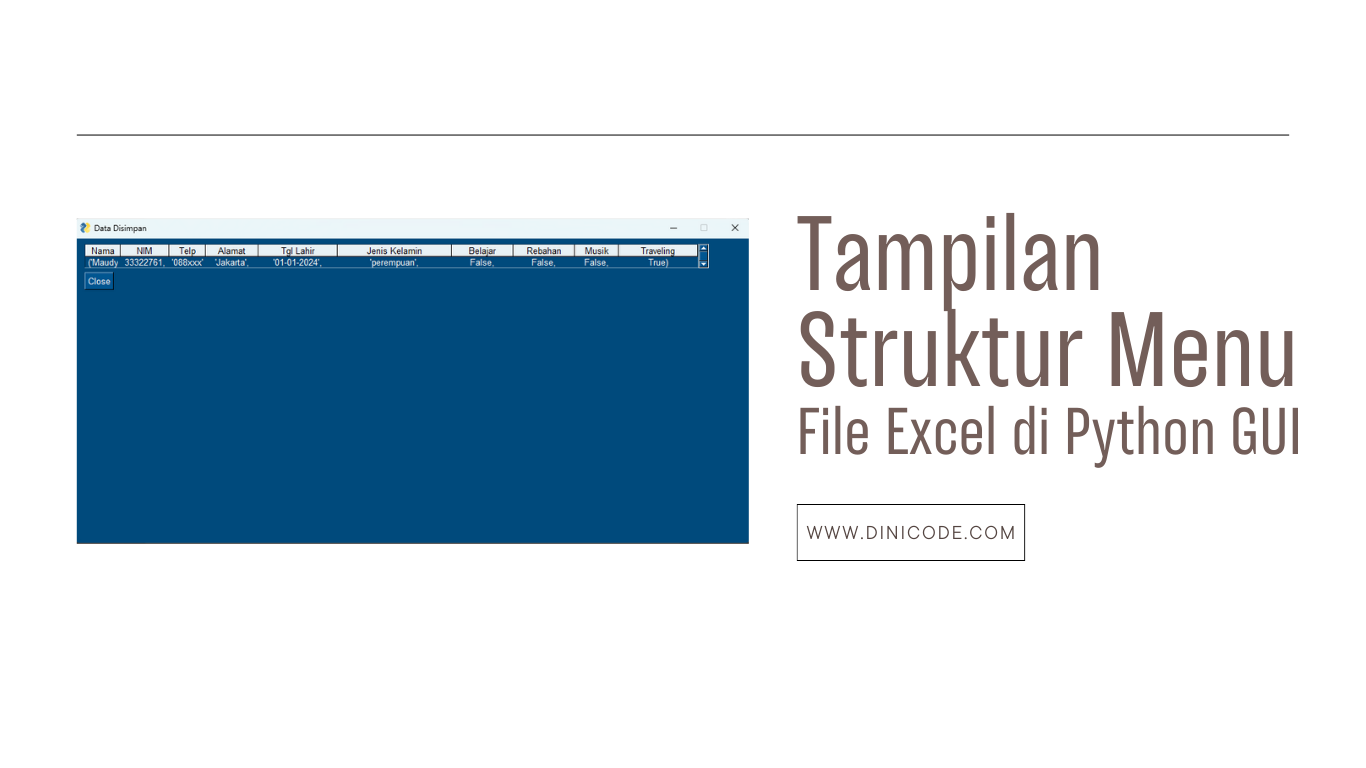 Data Disimpan
Nama NIM Telp Alamat Tgl Lahir Jenis Kelamin Belajar Rebahan Musik Traveling
('Maudy 33322761, '088xxx' 'Jakarta', '01-01-2024', 'perempuan', False, False, False, True)
Close
Tampilan
Struktur Menu
File Excel di Python GUI
WWW.DINICODE.COM